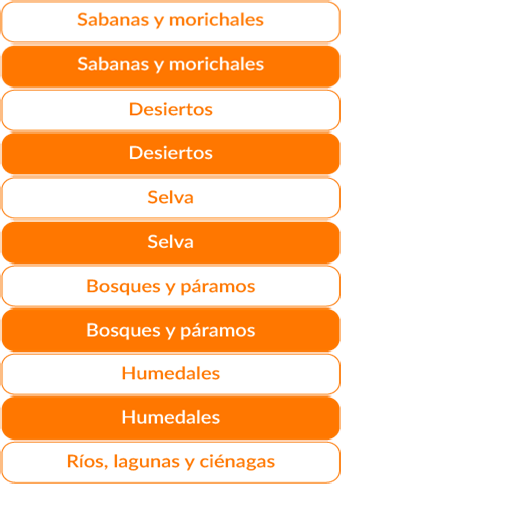 Sabanas y morichales
Sabanas y morichales
Desiertos
Desiertos
Selva
Selva
Bosques y páramos
Bosques y páramos
Humedales
Humedales
Ríos, lagunas y ciénagas